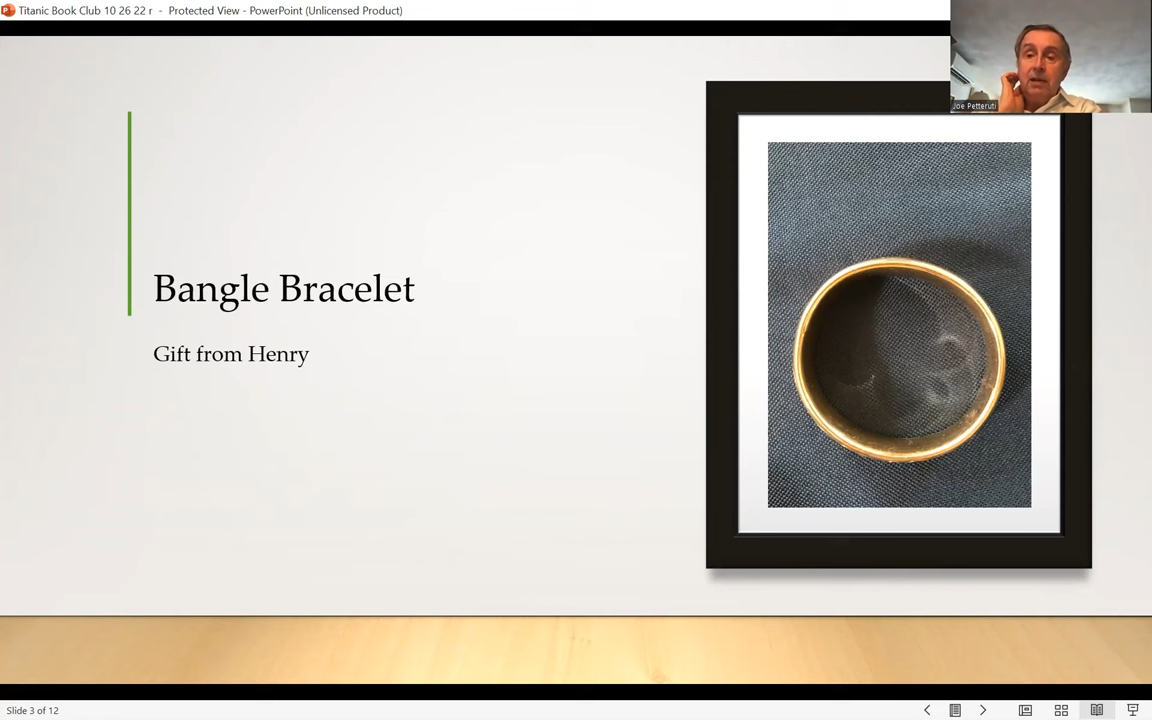 Titanic Book Club 10 26 22 r - Protected View - PowerPoint (Unlicensed Product)
Joe Petteruti
Bangle Bracelet
Gift from Henry
Slide 3 of 12